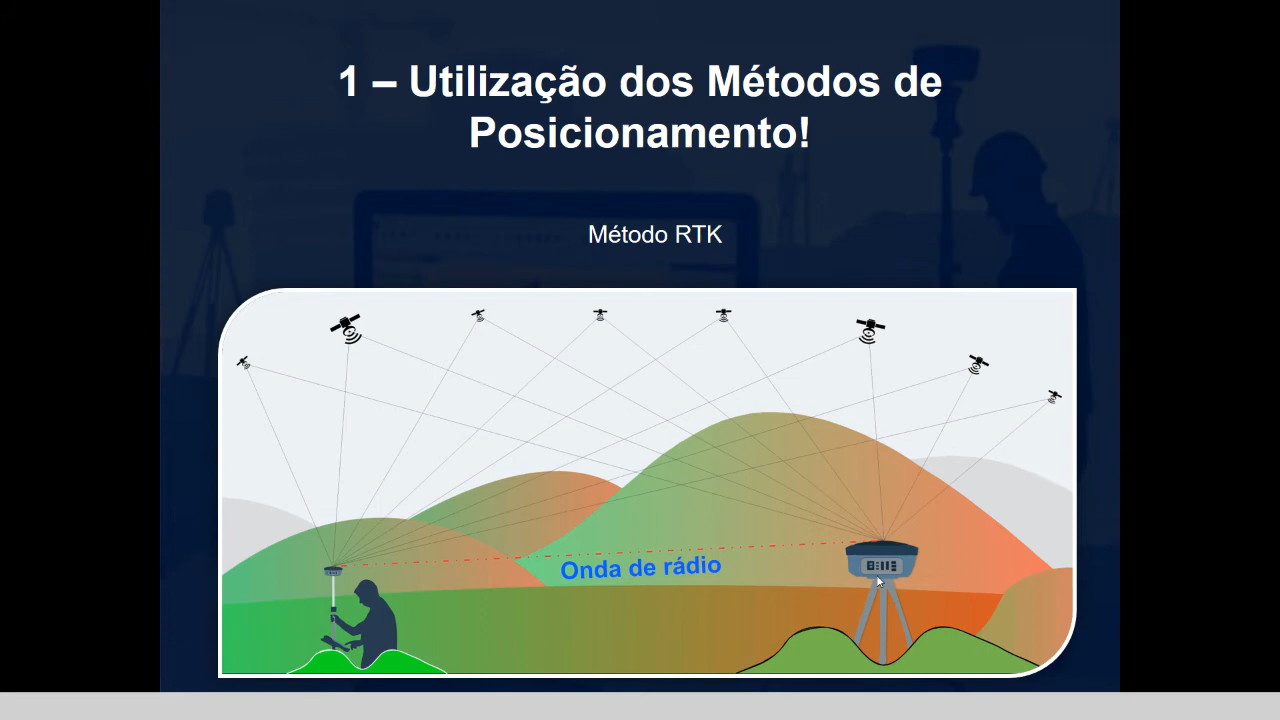 1 – Utilização dos Métodos de
Posicionamento!
Método RTK
Onda de rádio